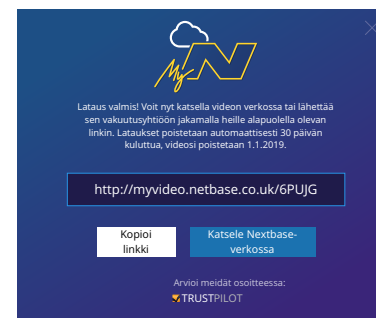 MyN
Lataus valmis! Voit nyt katsella videon verkossa tai lähettää
sen vakuutusyhtiöön jakamalla heille alapuolella olevan
linkin. Lataukset poistetaan automaattisesti 30 päivän
kuluttua, videosi poistetaan 1.1.2019.
http://myvideo.netbase.co.uk/6PUJG
Kopioi
linkki
Katsele Nextbase-
verkossa
Arvioi meidät osoitteessa:
TRUSTPILOT